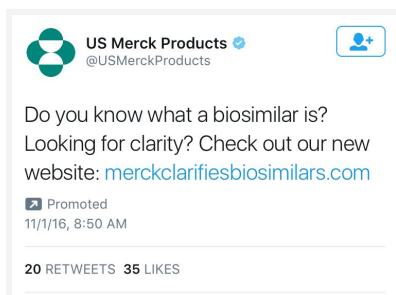 US Merck Products
@USMerckProducts
Do you know what a biosimilar is?
Looking for clarity? Check out our new
website: merckclarifiesbiosimilars.com
Promoted
11/1/16, 8:50 AM
20 RETWEETS 35 LIKES